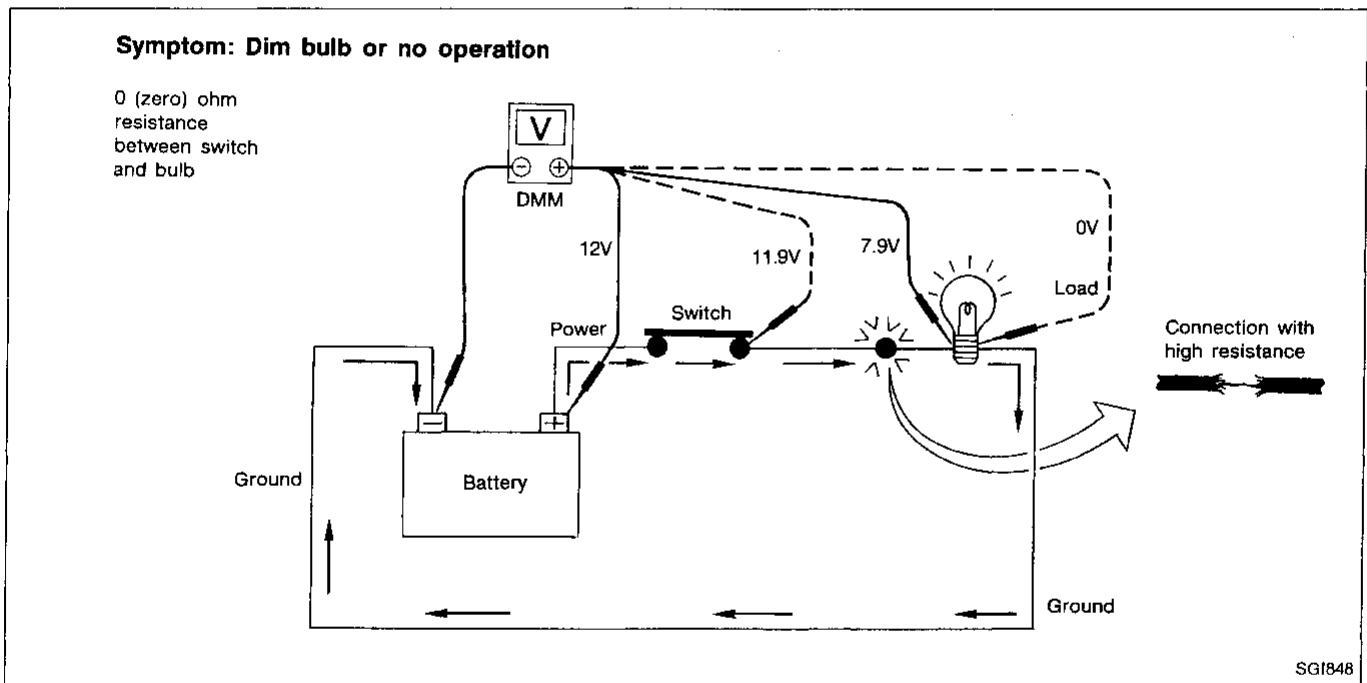 Symptom: Dim bulb or no operation
0 (zero) ohm
resistance
between switch
and bulb
V
− +
DMM
12V
11.9V
7.9V
0V
Load
Switch
Power
Connection with
high resistance
− +
Ground
Battery
Ground
SGI848